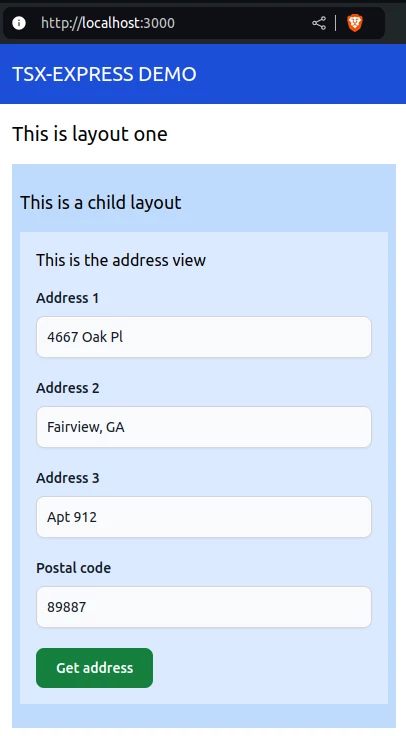 http://localhost:3000
TSX-EXPRESS DEMO
This is layout one
This is a child layout
This is the address view
Address 1
4667 Oak Pl
Address 2
Fairview, GA
Address 3
Apt 912
Postal code
89887
Get address